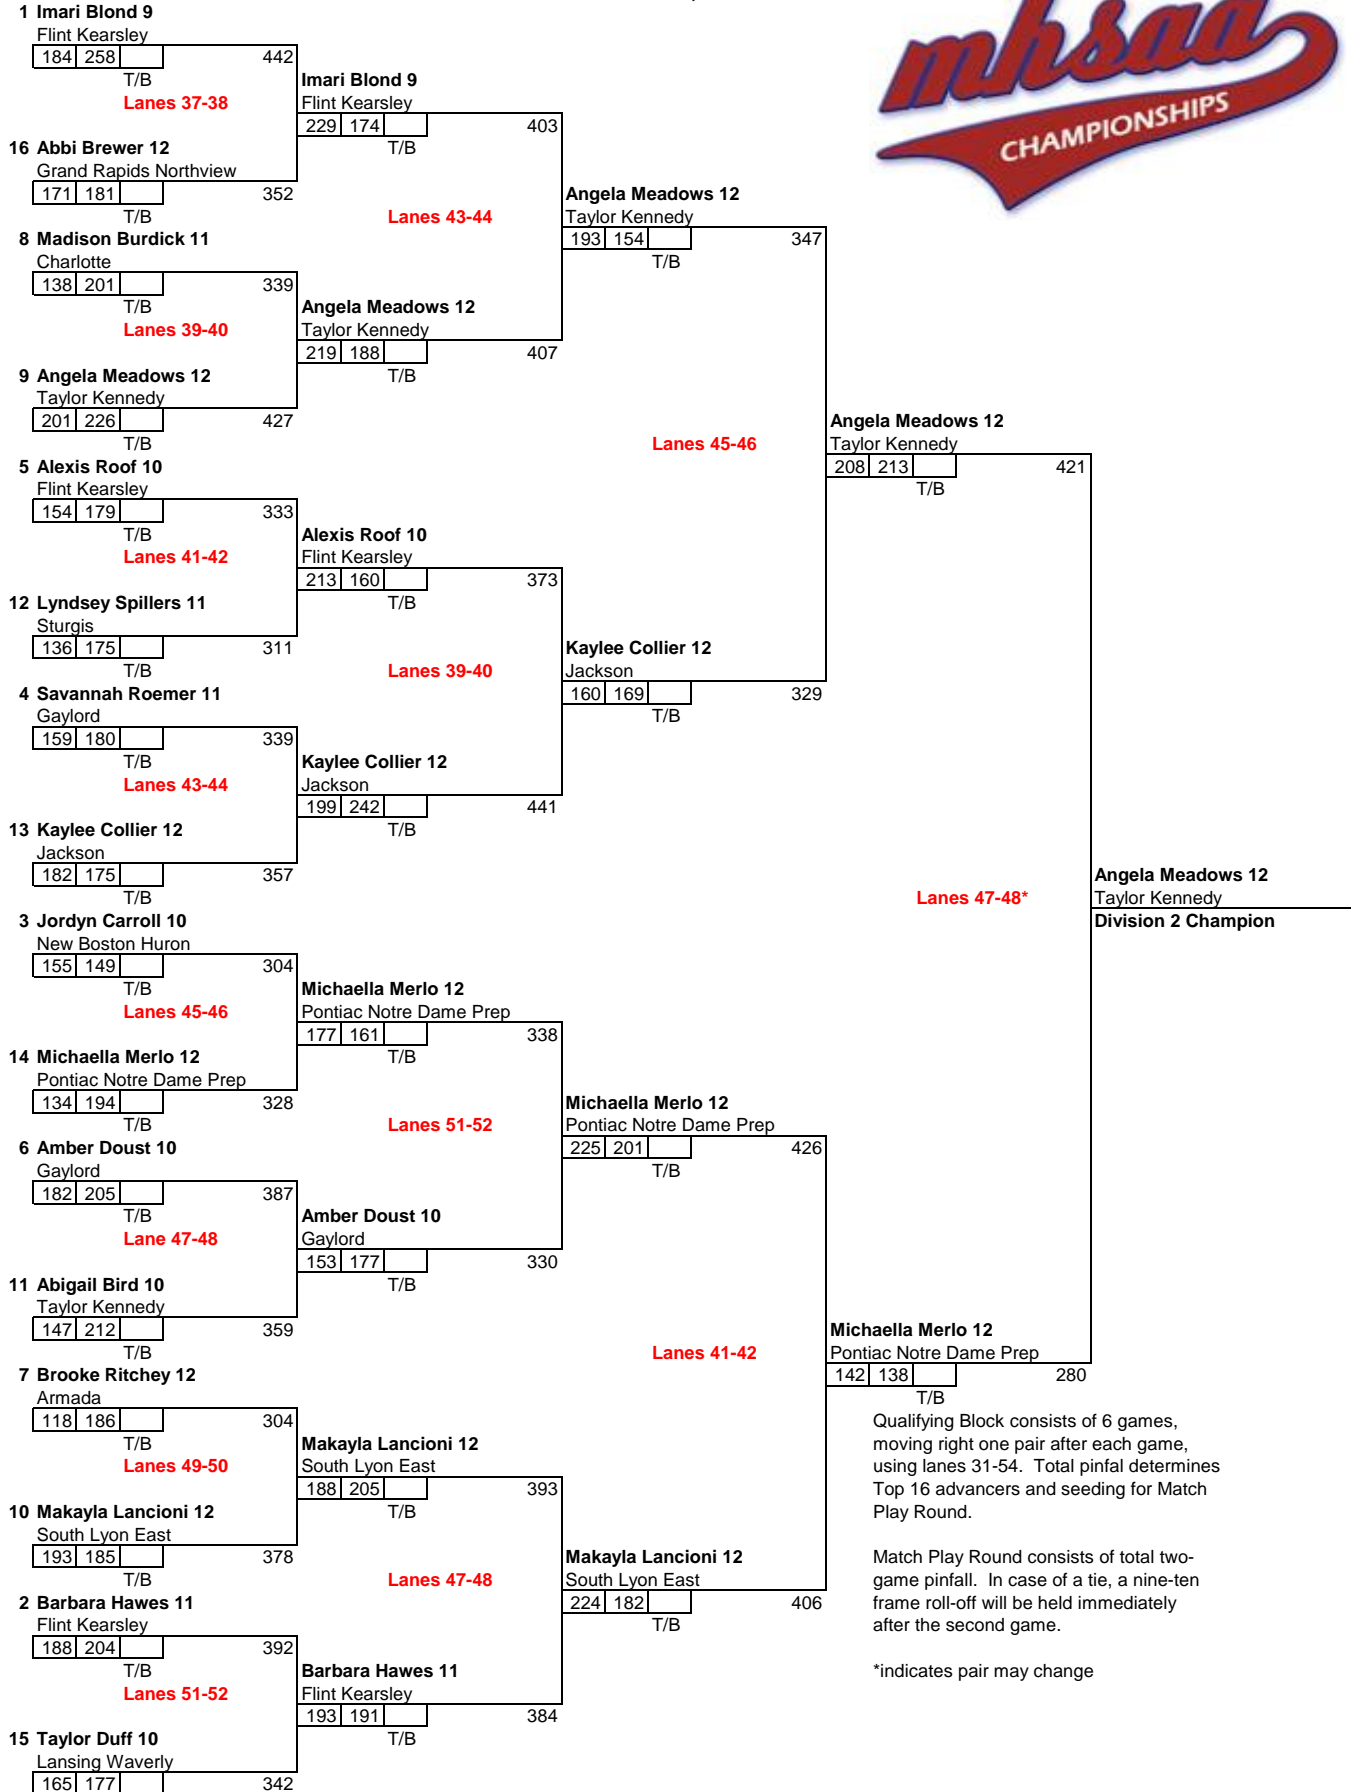 mhsaa
CHAMPIONSHIPS
1 Imari Blond 9
Flint Kearsley
184 258 442
T/B
Lanes 37-38
16 Abbi Brewer 12
Grand Rapids Northview
171 181 352
T/B
8 Madison Burdick 11
Charlotte
138 201 339
T/B
Lanes 39-40
9 Angela Meadows 12
Taylor Kennedy
201 226 427
T/B
5 Alexis Roof 10
Flint Kearsley
154 179 333
T/B
Lanes 41-42
12 Lyndsey Spillers 11
Sturgis
136 175 311
T/B
4 Savannah Roemer 11
Gaylord
159 180 339
T/B
Lanes 43-44
13 Kaylee Collier 12
Jackson
182 175 357
T/B
3 Jordyn Carroll 10
New Boston Huron
155 149 304
T/B
Lanes 45-46
14 Michaella Merlo 12
Pontiac Notre Dame Prep
134 194 328
T/B
6 Amber Doust 10
Gaylord
182 205 387
T/B
Lane 47-48
11 Abigail Bird 10
Taylor Kennedy
147 212 359
T/B
7 Brooke Ritchey 12
Armada
118 186 304
T/B
Lanes 49-50
10 Makayla Lancioni 12
South Lyon East
193 185 378
T/B
2 Barbara Hawes 11
Flint Kearsley
188 204 392
T/B
Lanes 51-52
15 Taylor Duff 10
Lansing Waverly
165 177 342
Imari Blond 9
Flint Kearsley
229 174 403
T/B
Lanes 43-44
Angela Meadows 12
Taylor Kennedy
219 188 407
T/B
Alexis Roof 10
Flint Kearsley
213 160 373
T/B
Lanes 39-40
Kaylee Collier 12
Jackson
199 242 441
T/B
Michaella Merlo 12
Pontiac Notre Dame Prep
177 161 338
T/B
Lanes 51-52
Amber Doust 10
Gaylord
153 177 330
T/B
Makayla Lancioni 12
South Lyon East
188 205 393
T/B
Lanes 47-48
Barbara Hawes 11
Flint Kearsley
193 191 384
T/B
Angela Meadows 12
Taylor Kennedy
193 154 347
T/B
Lanes 45-46
Kaylee Collier 12
Jackson
160 169 329
T/B
Michaella Merlo 12
Pontiac Notre Dame Prep
225 201 426
T/B
Lanes 41-42
Makayla Lancioni 12
South Lyon East
224 182 406
T/B
Angela Meadows 12
Taylor Kennedy
208 213 421
T/B
Lanes 47-48*
Michaella Merlo 12
Pontiac Notre Dame Prep
142 138 280
T/B
Angela Meadows 12
Taylor Kennedy
Division 2 Champion
Qualifying Block consists of 6 games,
moving right one pair after each game,
using lanes 31-54. Total pinfal determines
Top 16 advancers and seeding for Match
Play Round.
Match Play Round consists of total two-
game pinfall. In case of a tie, a nine-ten
frame roll-off will be held immediately
after the second game.
*indicates pair may change